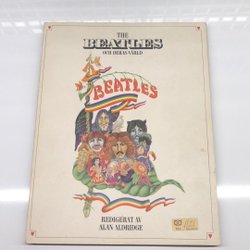 THE
BEATLES
OCH DERAS VÄRLD
BEATLES
REDIGERAT AV
ALAN ALDRIDGE